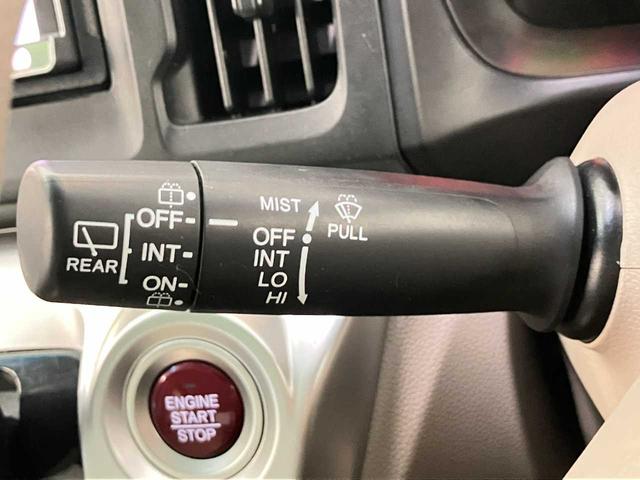 REAR
OFF
INT
ON
MIST
OFF
INT
LO
HI
PULL
ENGINE
START
STOP